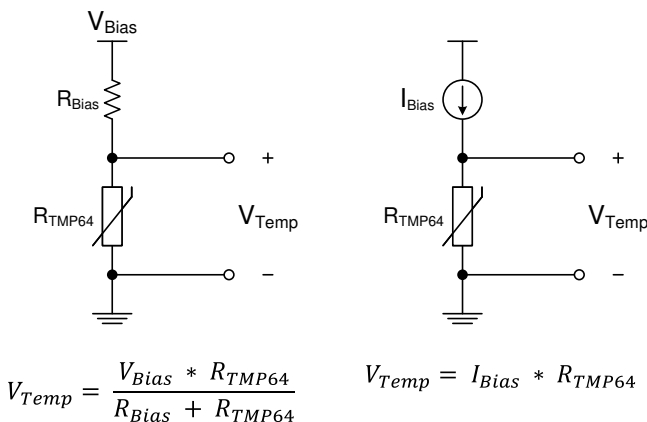 V_Bias
R_Bias
I_Bias
+
+
R_TMP64
V_Temp
R_TMP64
V_Temp
−
−
V_Temp = (V_Bias * R_TMP64) / (R_Bias + R_TMP64)
V_Temp = I_Bias * R_TMP64